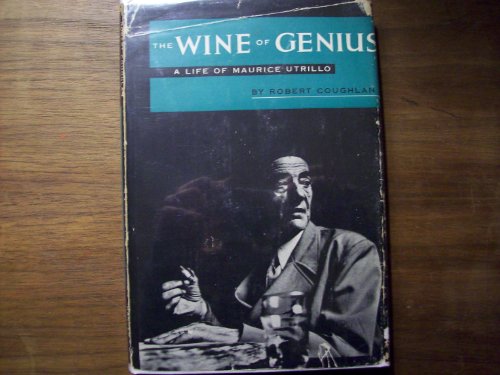 THE WINE OF GENIUS
A LIFE OF MAURICE UTRILLO
BY ROBERT COUGHLAN